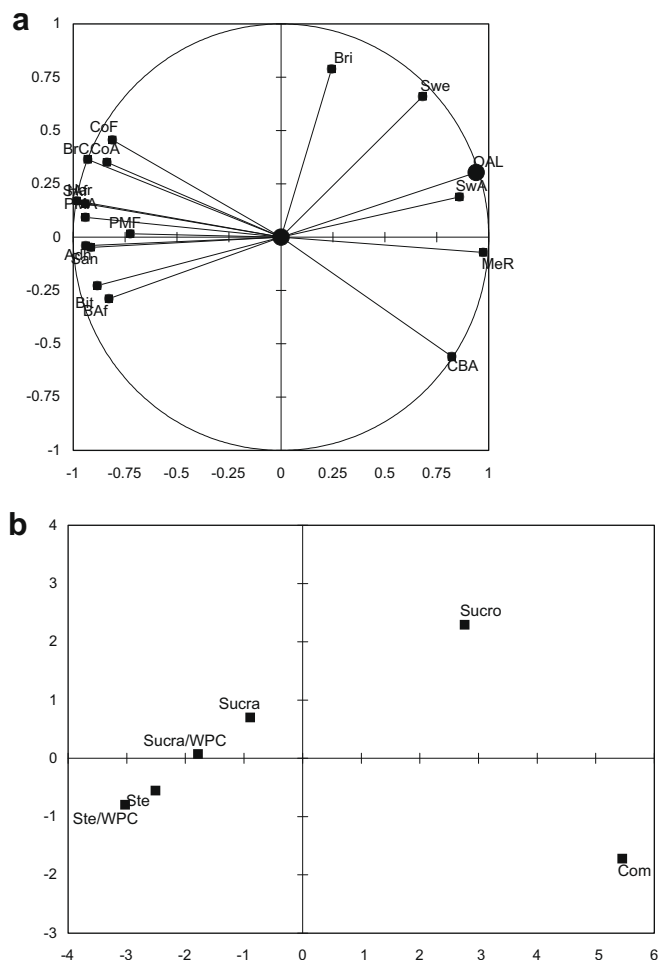 a
1
0.75
0.5
0.25
0
-0.25
-0.5
-0.75
-1
Bri
Swe
CoF
BrC CoA
OAL
SwA
PMF
MeR
San
Bit
BAf
CBA
-1 -0.75 -0.5 -0.25 0 0.25 0.5 0.75 1
b
4
3
2
1
0
-1
-2
-3
Sucro
Sucra
Sucra/WPC
Ste
Ste/WPC
Com
-4 -3 -2 -1 0 1 2 3 4 5 6